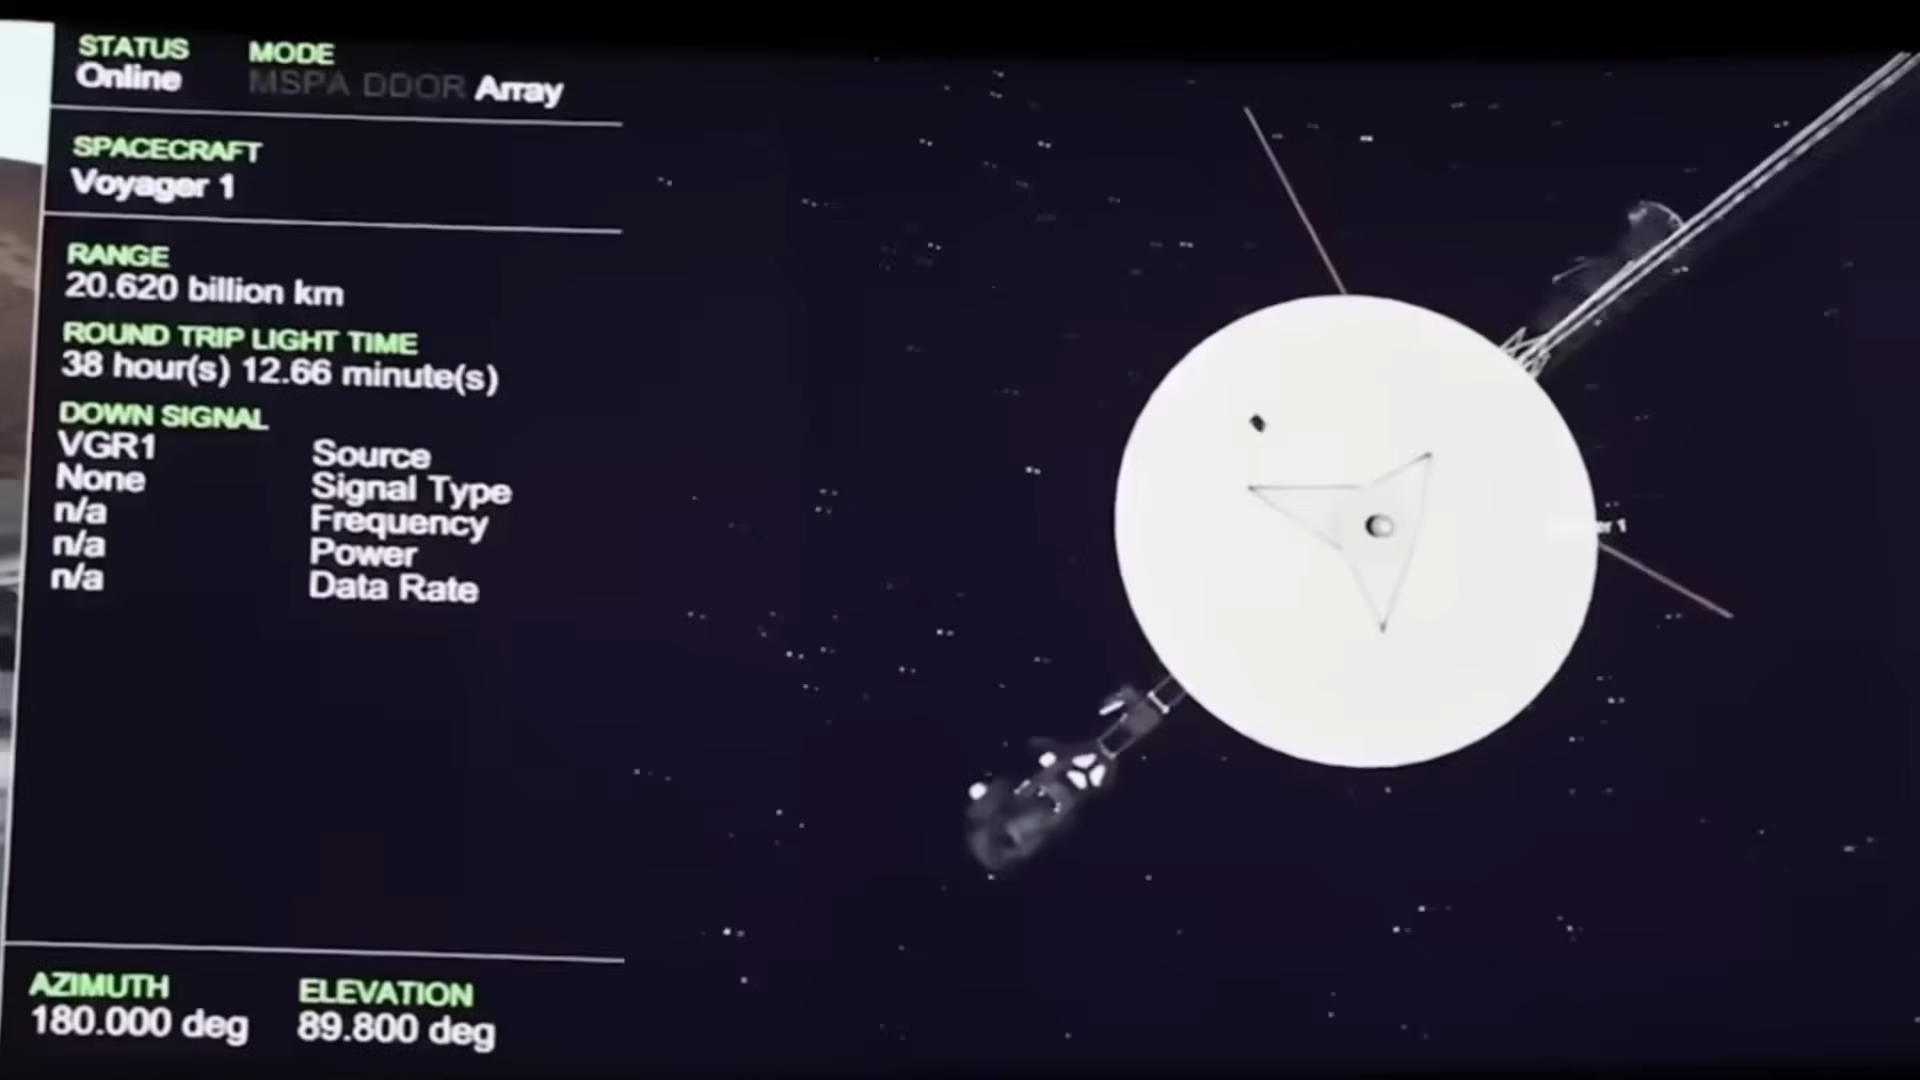 STATUS MODE
Online MSPA DDOR Array
SPACECRAFT
Voyager 1
RANGE
20.620 billion km
ROUND TRIP LIGHT TIME
38 hour(s) 12.66 minute(s)
DOWN SIGNAL
VGR1 Source
None Signal Type
n/a Frequency
n/a Power
n/a Data Rate
AZIMUTH ELEVATION
180.000 deg 89.800 deg